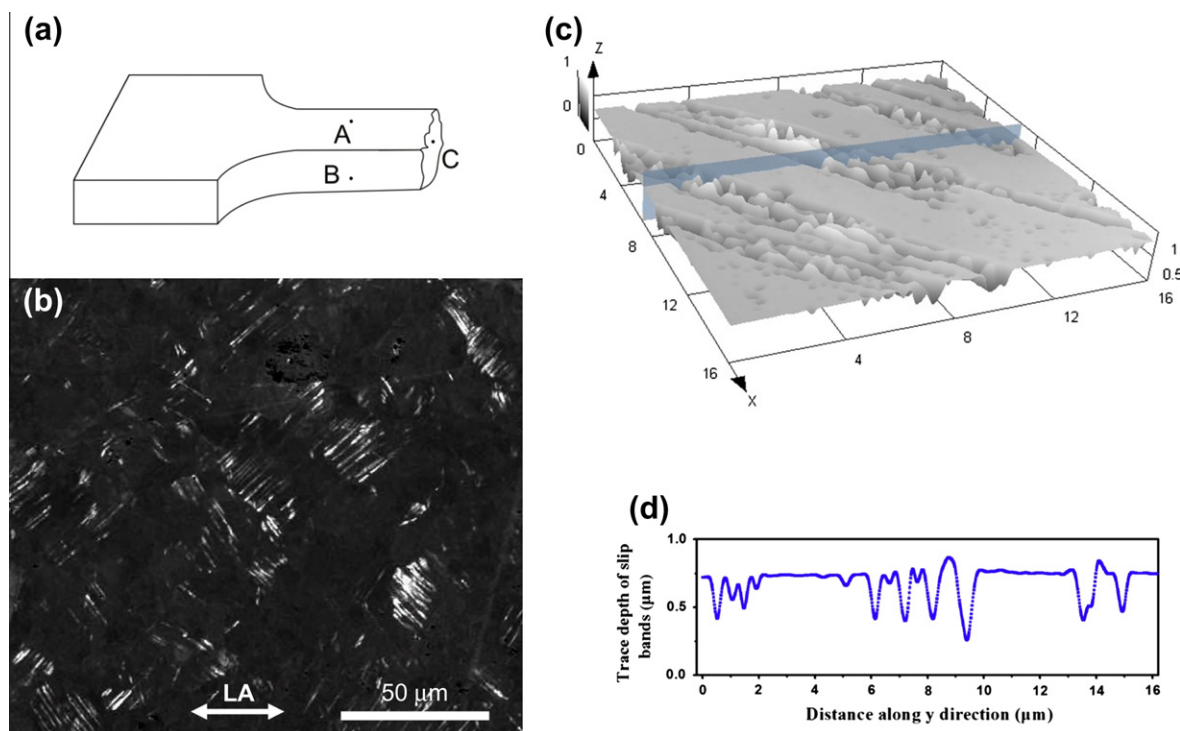 (a)
A
B
C
(b)
LA
50 μm
(c)
1
Z
0
0
4
8
12
16
X
4
8
12
16
1
0.5
(d)
1.0
0.5
0.0
Trace depth of slip
bands (μm)
0 2 4 6 8 10 12 14 16
Distance along y direction (μm)